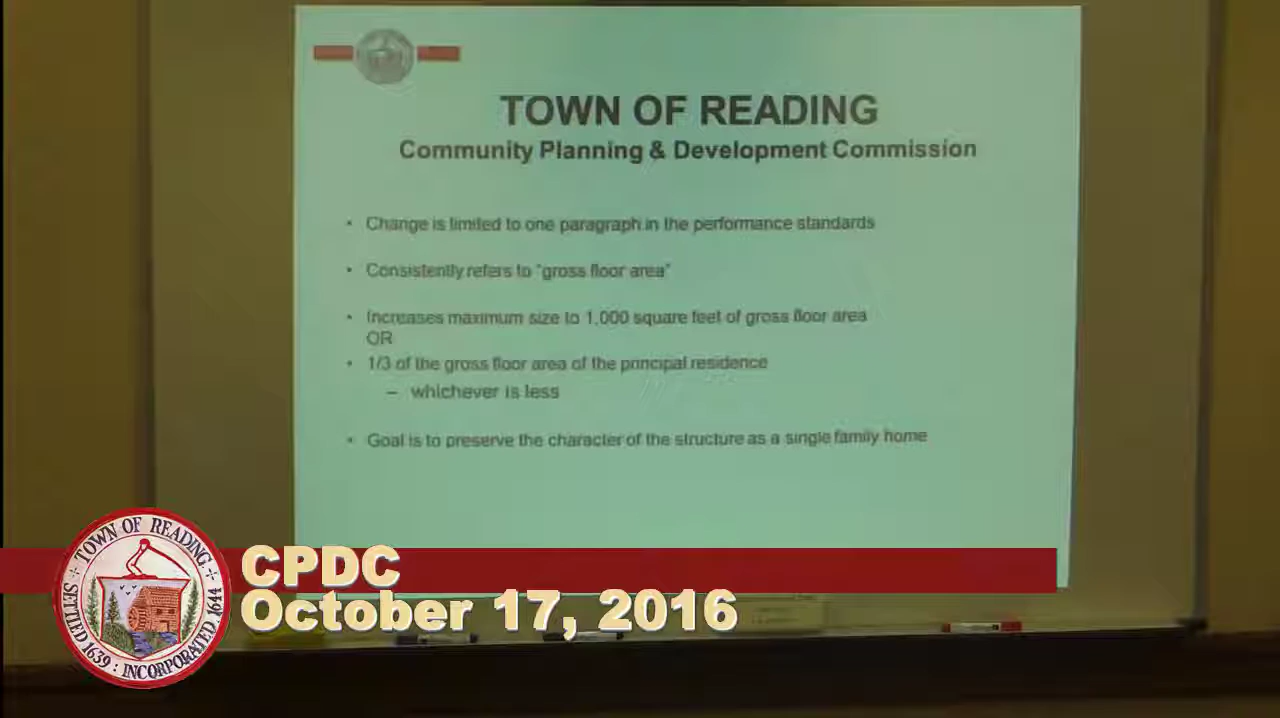 TOWN OF READING
Community Planning & Development Commission
• Change is limited to one paragraph in the performance standards
• Consistently refers to "gross floor area"
• Increases maximum size to 1,000 square feet of gross floor area
OR
• 1/3 of the gross floor area of the principal residence
– whichever is less
• Goal is to preserve the character of the structure as a single family home
TOWN OF READING
SETTLED 1639 : INCORPORATED 1644
CPDC
October 17, 2016